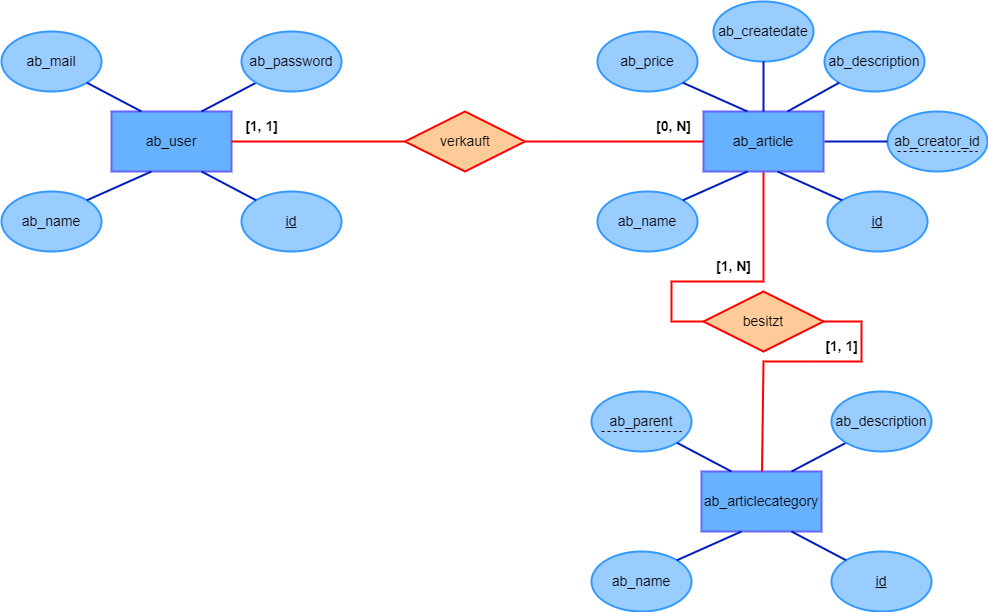 ab_createdate
ab_mail
ab_password
ab_price
ab_description
[1, 1]
[0, N]
ab_user
verkauft
ab_article
ab_creator_id
ab_name
id
ab_name
id
[1, N]
besitzt
[1, 1]
ab_parent
ab_description
ab_articlecategory
ab_name
id